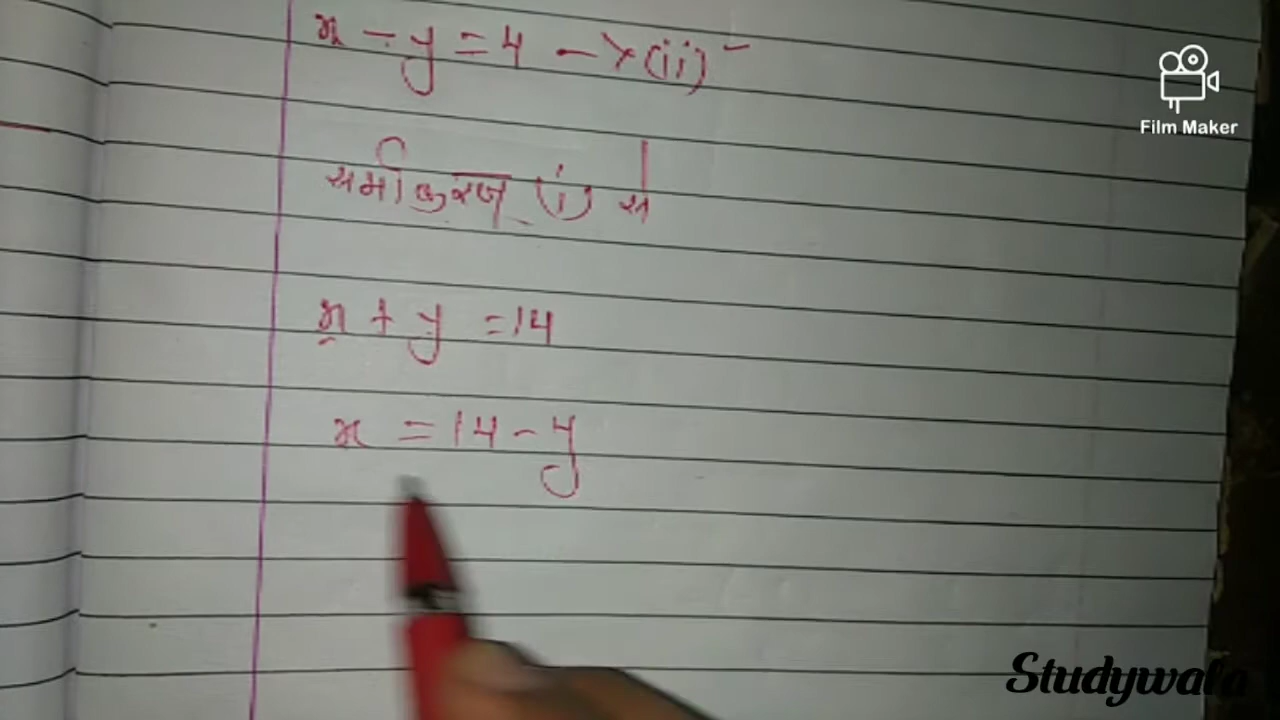 x - y = 4 -> (ii)
Film Maker
समीकरण (i) से
x + y = 14
x = 14 - y
Studywala